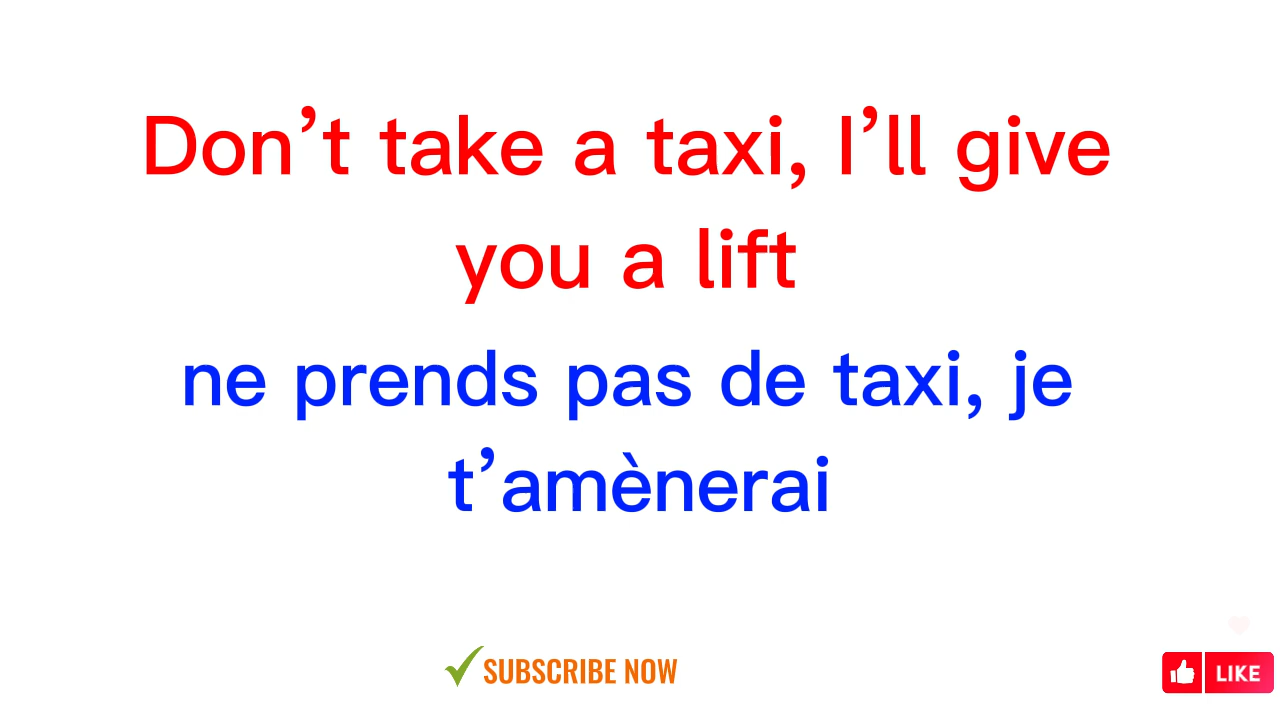 Don’t take a taxi, I’ll give
you a lift
ne prends pas de taxi, je
t’amènerai
SUBSCRIBE NOW
LIKE